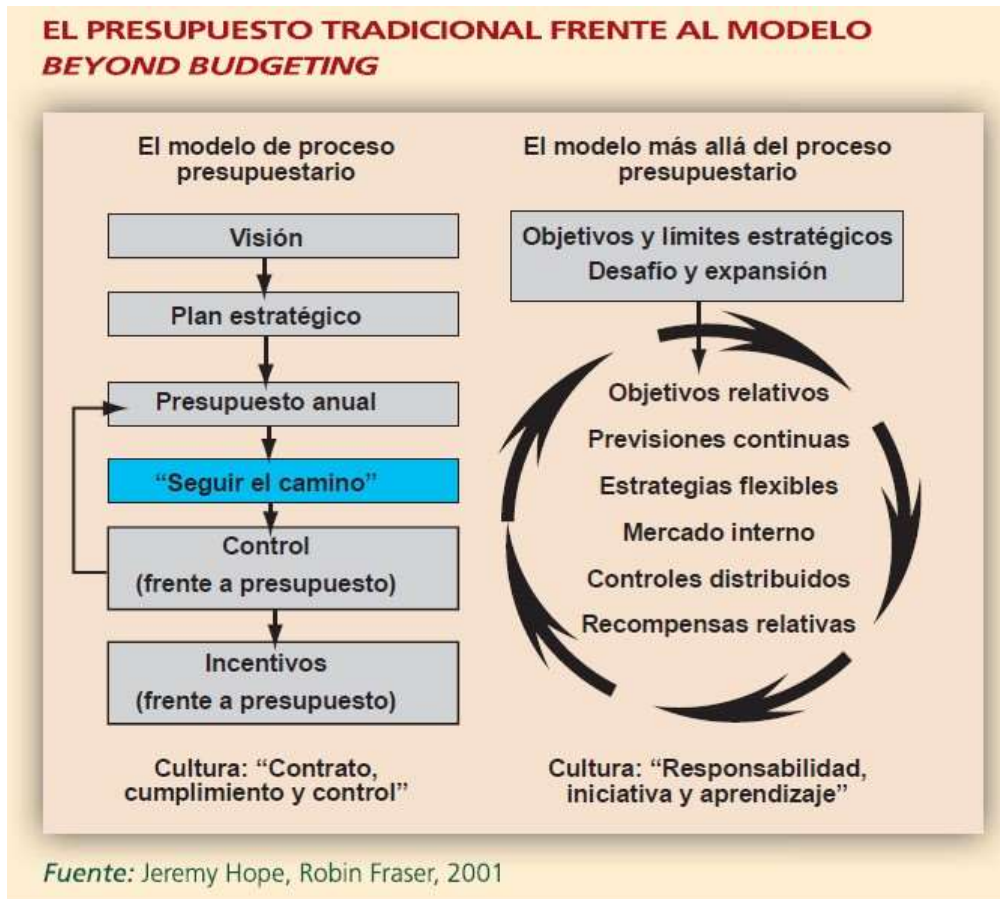 EL PRESUPUESTO TRADICIONAL FRENTE AL MODELO
BEYOND BUDGETING
El modelo de proceso
presupuestario
Visión
Plan estratégico
Presupuesto anual
“Seguir el camino”
Control
(frente a presupuesto)
Incentivos
(frente a presupuesto)
Cultura: “Contrato,
cumplimiento y control”
El modelo más allá del proceso
presupuestario
Objetivos y límites estratégicos
Desafío y expansión
Objetivos relativos
Previsiones continuas
Estrategias flexibles
Mercado interno
Controles distribuidos
Recompensas relativas
Cultura: “Responsabilidad,
iniciativa y aprendizaje”
Fuente: Jeremy Hope, Robin Fraser, 2001